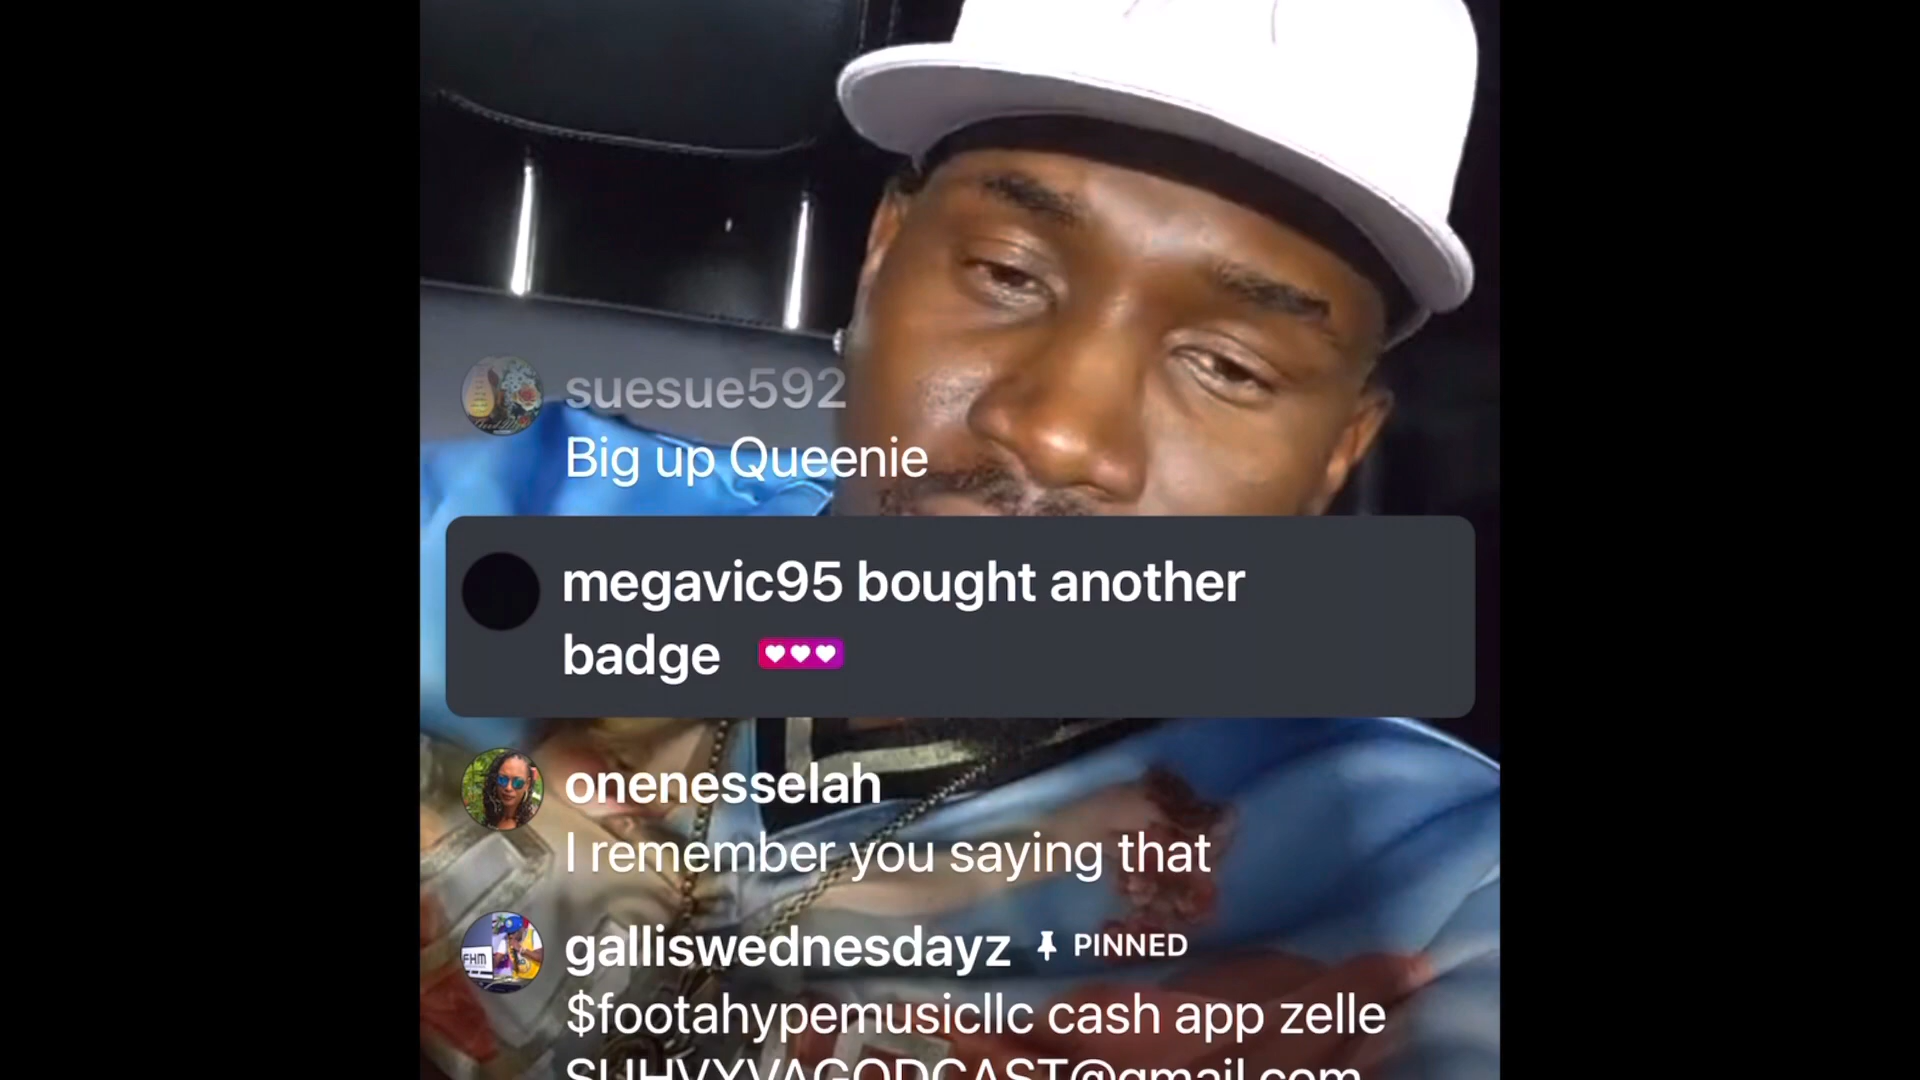 suesue592
Big up Queenie
megavic95 bought another
badge
onenesselah
I remember you saying that
galliswednesdayz PINNED
FHM
$footahypemusicllc cash app zelle